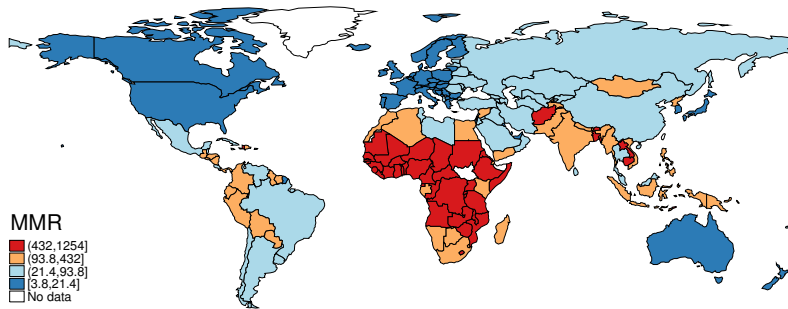 MMR
(432,1254]
(93.8,432]
(21.4,93.8]
[3.8,21.4]
No data